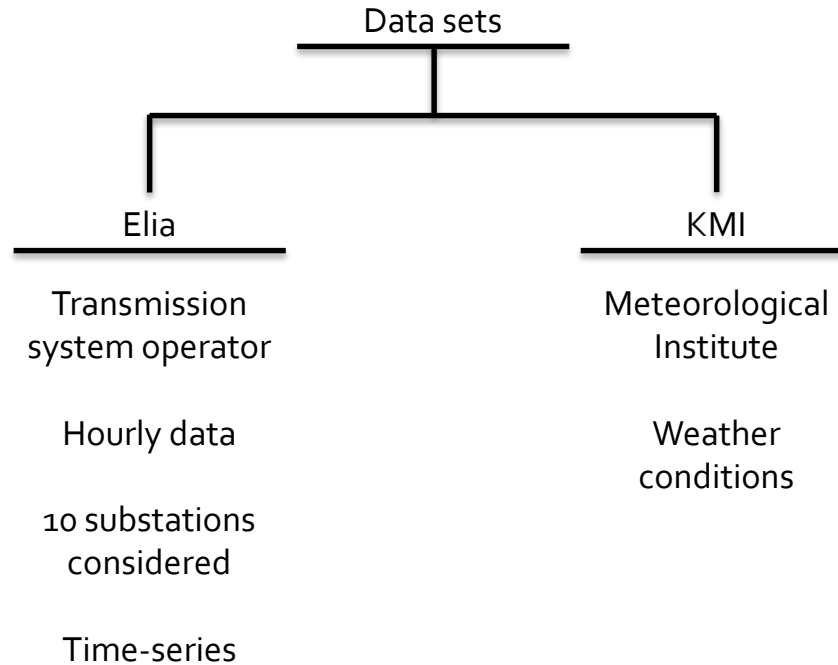 Data sets
Elia
Transmission
system operator
Hourly data
10 substations
considered
Time-series
KMI
Meteorological
Institute
Weather
conditions